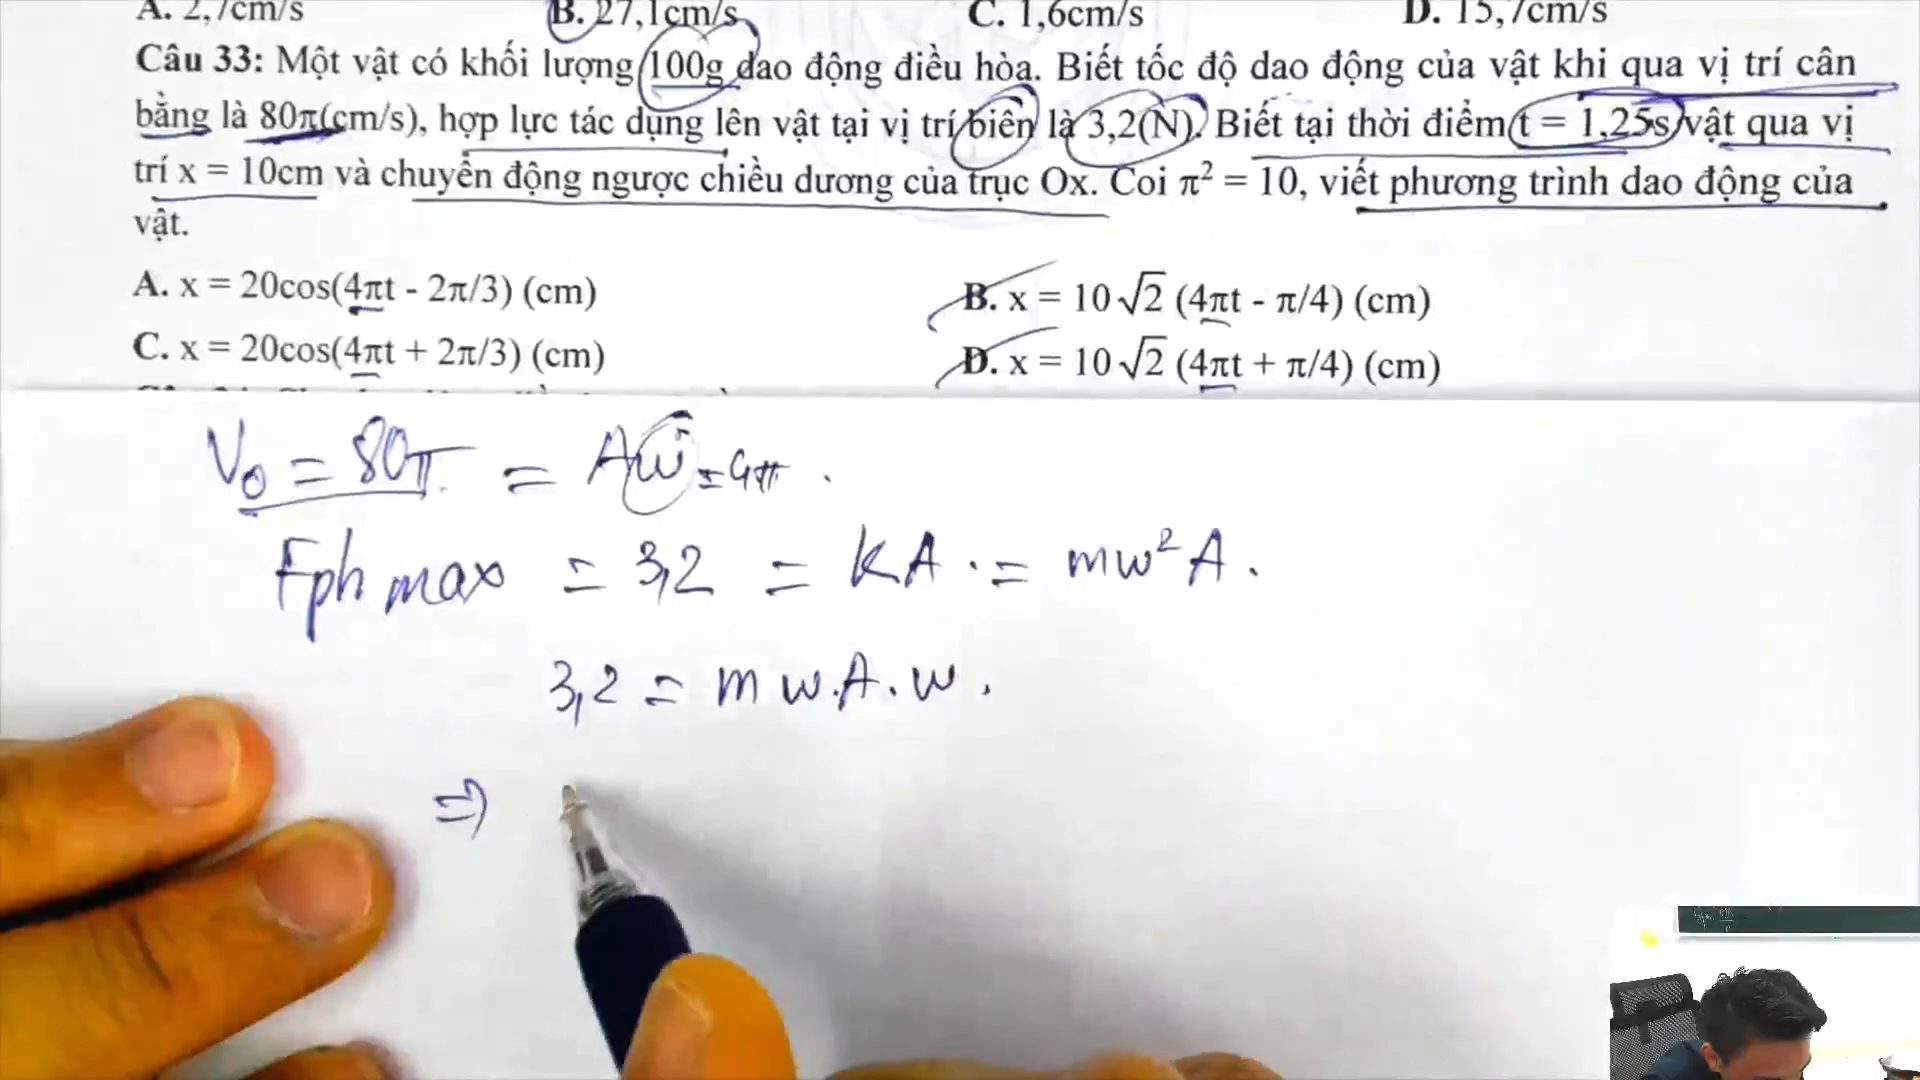 A. 2,7cm/s B. 27,1cm/s C. 1,6cm/s D. 15,7cm/s
Câu 33: Một vật có khối lượng 100g dao động điều hòa. Biết tốc độ dao động của vật khi qua vị trí cân
bằng là 80π(cm/s), hợp lực tác dụng lên vật tại vị trí biên là 3,2(N). Biết tại thời điểm t = 1,25s vật qua vị
trí x = 10cm và chuyển động ngược chiều dương của trục Ox. Coi π² = 10, viết phương trình dao động của
vật.
A. x = 20cos(4πt - 2π/3) (cm) B. x = 10√2 (4πt - π/4) (cm)
C. x = 20cos(4πt + 2π/3) (cm) D. x = 10√2 (4πt + π/4) (cm)
V₀ = 80π = Aω = 4π .
Fph max = 3,2 = KA . = mω² A .
3,2 = m ω.A.ω .
⇒